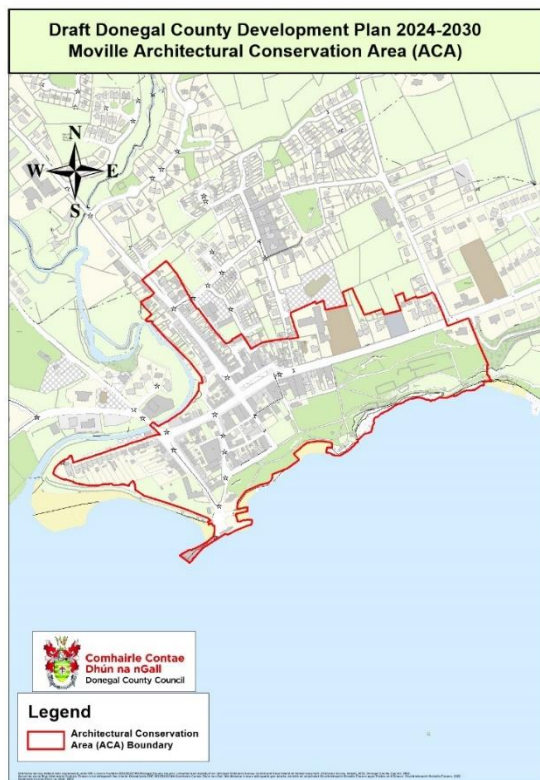 Draft Donegal County Development Plan 2024-2030
Moville Architectural Conservation Area (ACA)
N
W E
S
Comhairle Contae
Dhún na nGall
Donegal County Council
Legend
Architectural Conservation
Area (ACA) Boundary